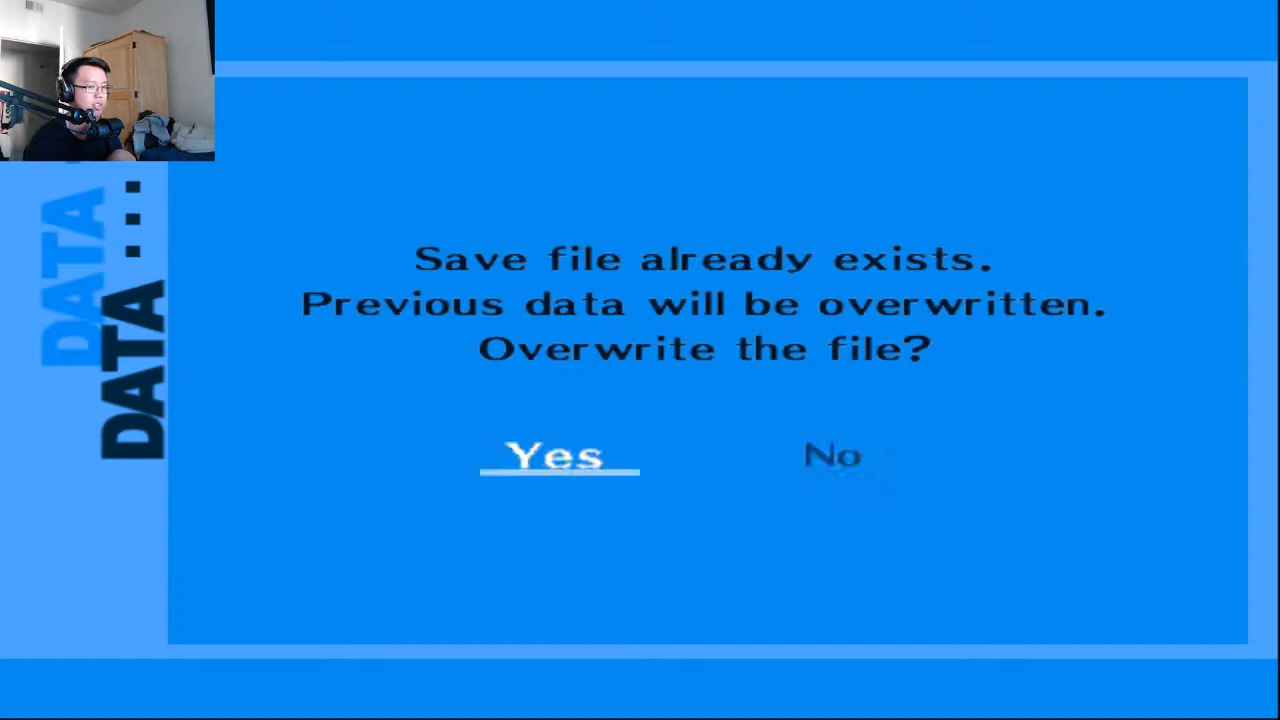 DATA
DATA...
Save file already exists.
Previous data will be overwritten.
Overwrite the file?
Yes
No